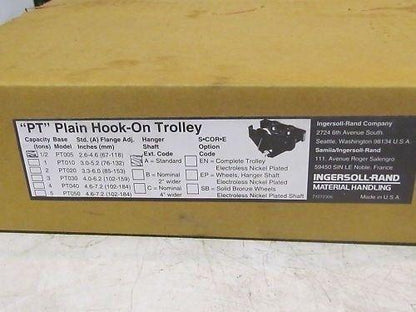 "PT" Plain Hook-On Trolley
Capacity Base Std. (A) Flange Adj. Hanger S•COR•E
(tons) Model Inches (mm) Shaft Option
1/2 PT005 2.6-4.6 (67-118) Ext. Code Code
1 PT010 3.0-5.2 (76-132) A = Standard EN = Complete Trolley
2 PT020 3.3-6.0 (85-153) Electroless Nickel Plated
3 PT030 4.0-6.2 (102-159) B = Nominal EP = Wheels, Hanger Shaft
4 PT040 4.6-7.2 (102-184) 2" wider Electroless Nickel Plated
5 PT050 4.6-7.2 (102-184) C = Nominal SB = Solid Bronze Wheels
4" wider Electroless Nickel Plated Shaft
Ingersoll-Rand Company
2724 6th Avenue South
Seattle, Washington 98134 U.S.A.
Samiia/Ingersoll-Rand
111, Avenue Roger Salengro
59450 SIN LE Noble, France
INGERSOLL-RAND
MATERIAL HANDLING
Made in U.S.A.